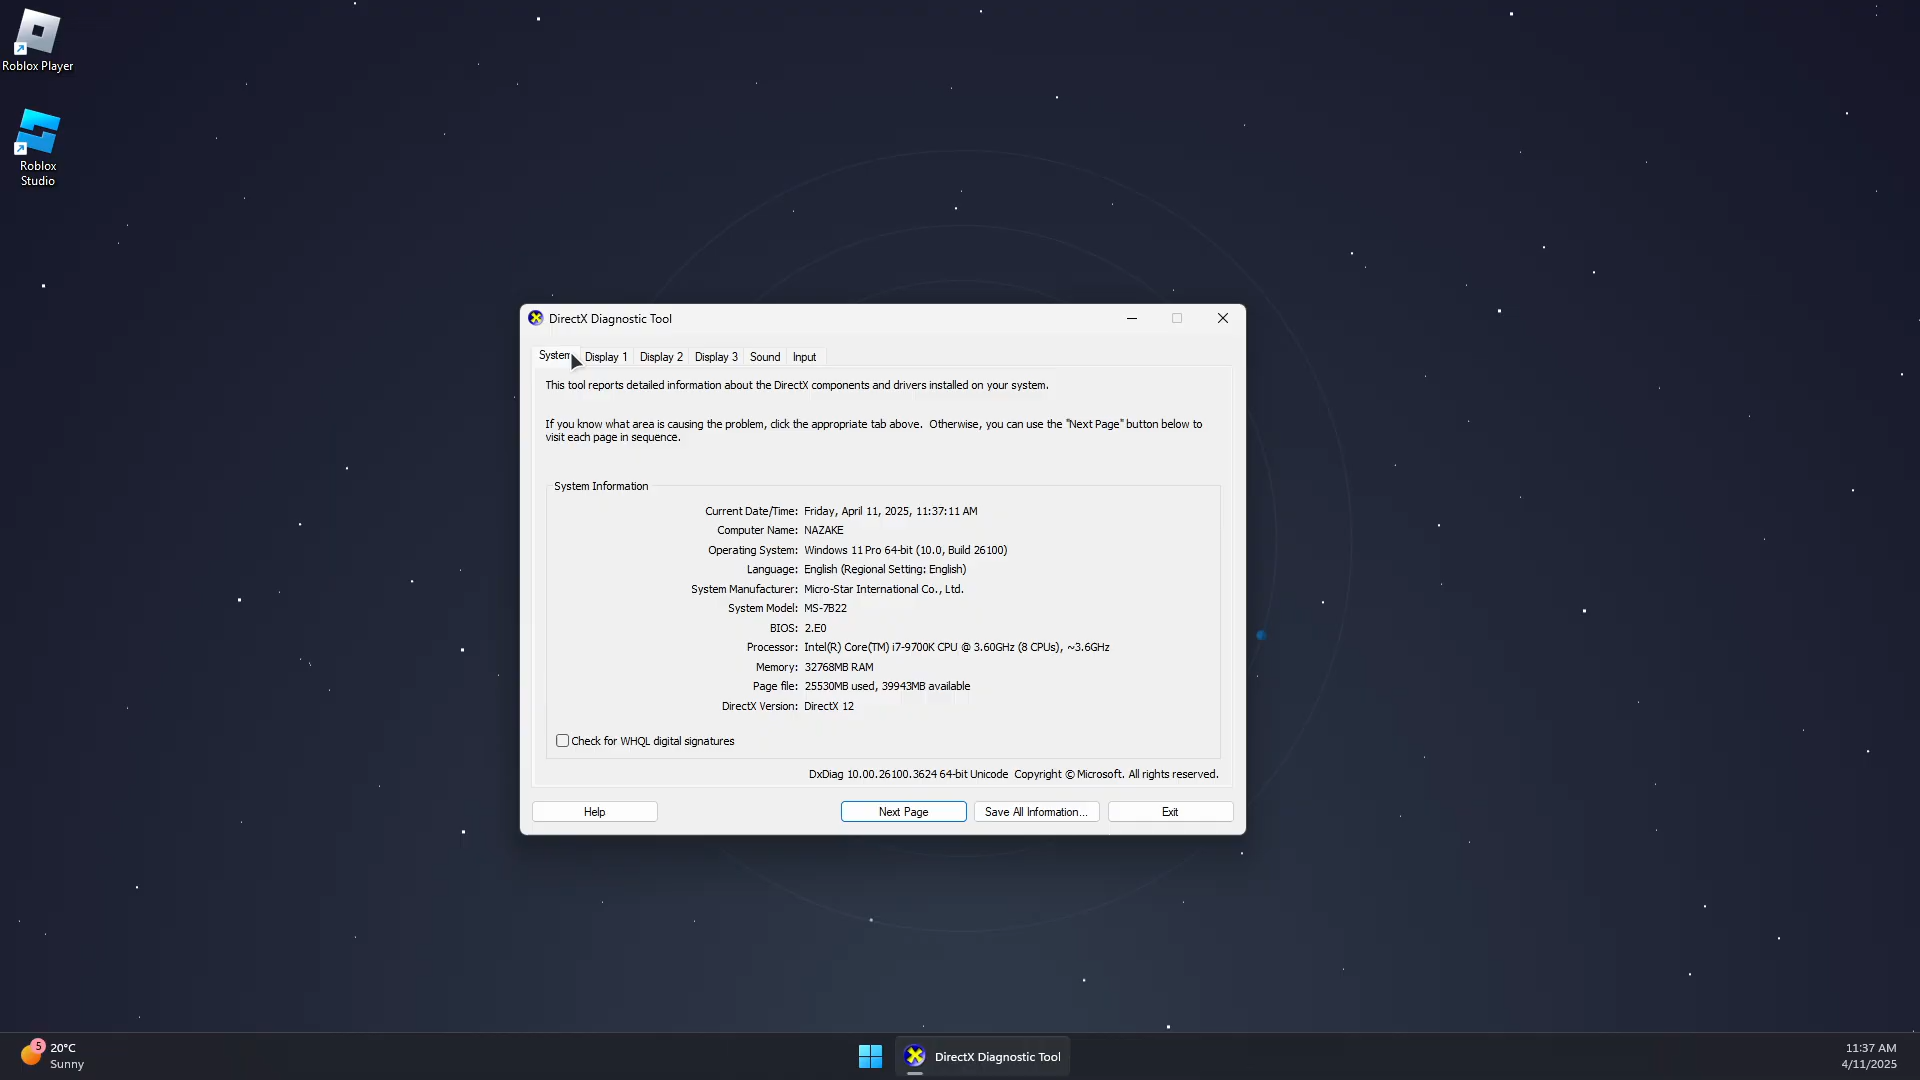 Roblox Player
Roblox
Studio
DirectX Diagnostic Tool
System Display 1 Display 2 Display 3 Sound Input
This tool reports detailed information about the DirectX components and drivers installed on your system.
If you know what area is causing the problem, click the appropriate tab above.  Otherwise, you can use the "Next Page" button below to
visit each page in sequence.
System Information
Current Date/Time: Friday, April 11, 2025, 11:37:11 AM
Computer Name: NAZAKE
Operating System: Windows 11 Pro 64-bit (10.0, Build 26100)
Language: English (Regional Setting: English)
System Manufacturer: Micro-Star International Co., Ltd.
System Model: MS-7B22
BIOS: 2.E0
Processor: Intel(R) Core(TM) i7-9700K CPU @ 3.60GHz (8 CPUs), ~3.6GHz
Memory: 32768MB RAM
Page file: 25530MB used, 39943MB available
DirectX Version: DirectX 12
Check for WHQL digital signatures
DxDiag 10.00.26100.3624 64-bit Unicode  Copyright © Microsoft. All rights reserved.
Help Next Page Save All Information... Exit
5
20°C
Sunny
DirectX Diagnostic Tool
11:37 AM
4/11/2025